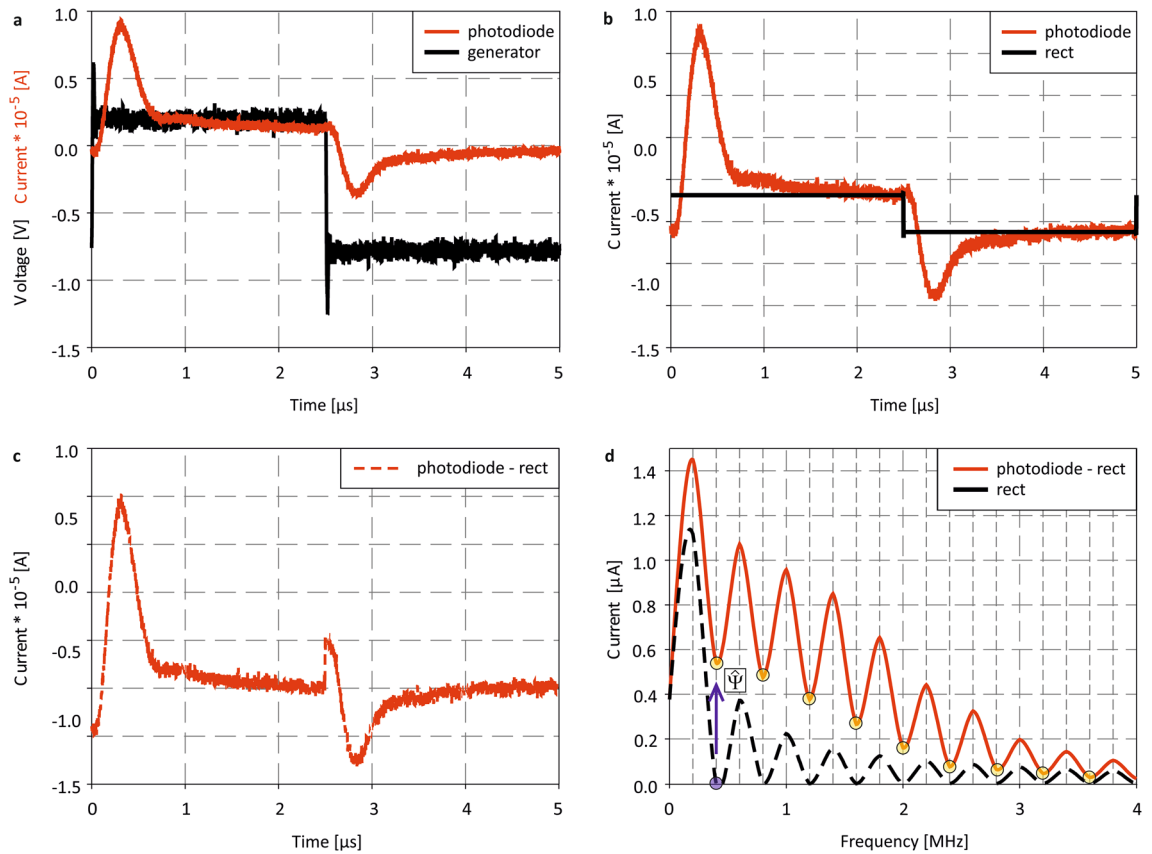 a
photodiode
generator
1.0
0.5
0.0
-0.5
-1.0
-1.5
Voltage [V] Current * 10⁻⁵ [A]
0 1 2 3 4 5
Time [µs]
b
photodiode
rect
1.0
0.5
0.0
-0.5
-1.0
-1.5
Current * 10⁻⁵ [A]
0 1 2 3 4 5
Time [µs]
c
photodiode - rect
1.0
0.5
0.0
-0.5
-1.0
-1.5
Current * 10⁻⁵ [A]
0 1 2 3 4 5
Time [µs]
d
photodiode - rect
rect
1.4
1.2
1.0
0.8
0.6
0.4
0.2
0.0
Current [µA]
Ψ̂
0 1 2 3 4
Frequency [MHz]